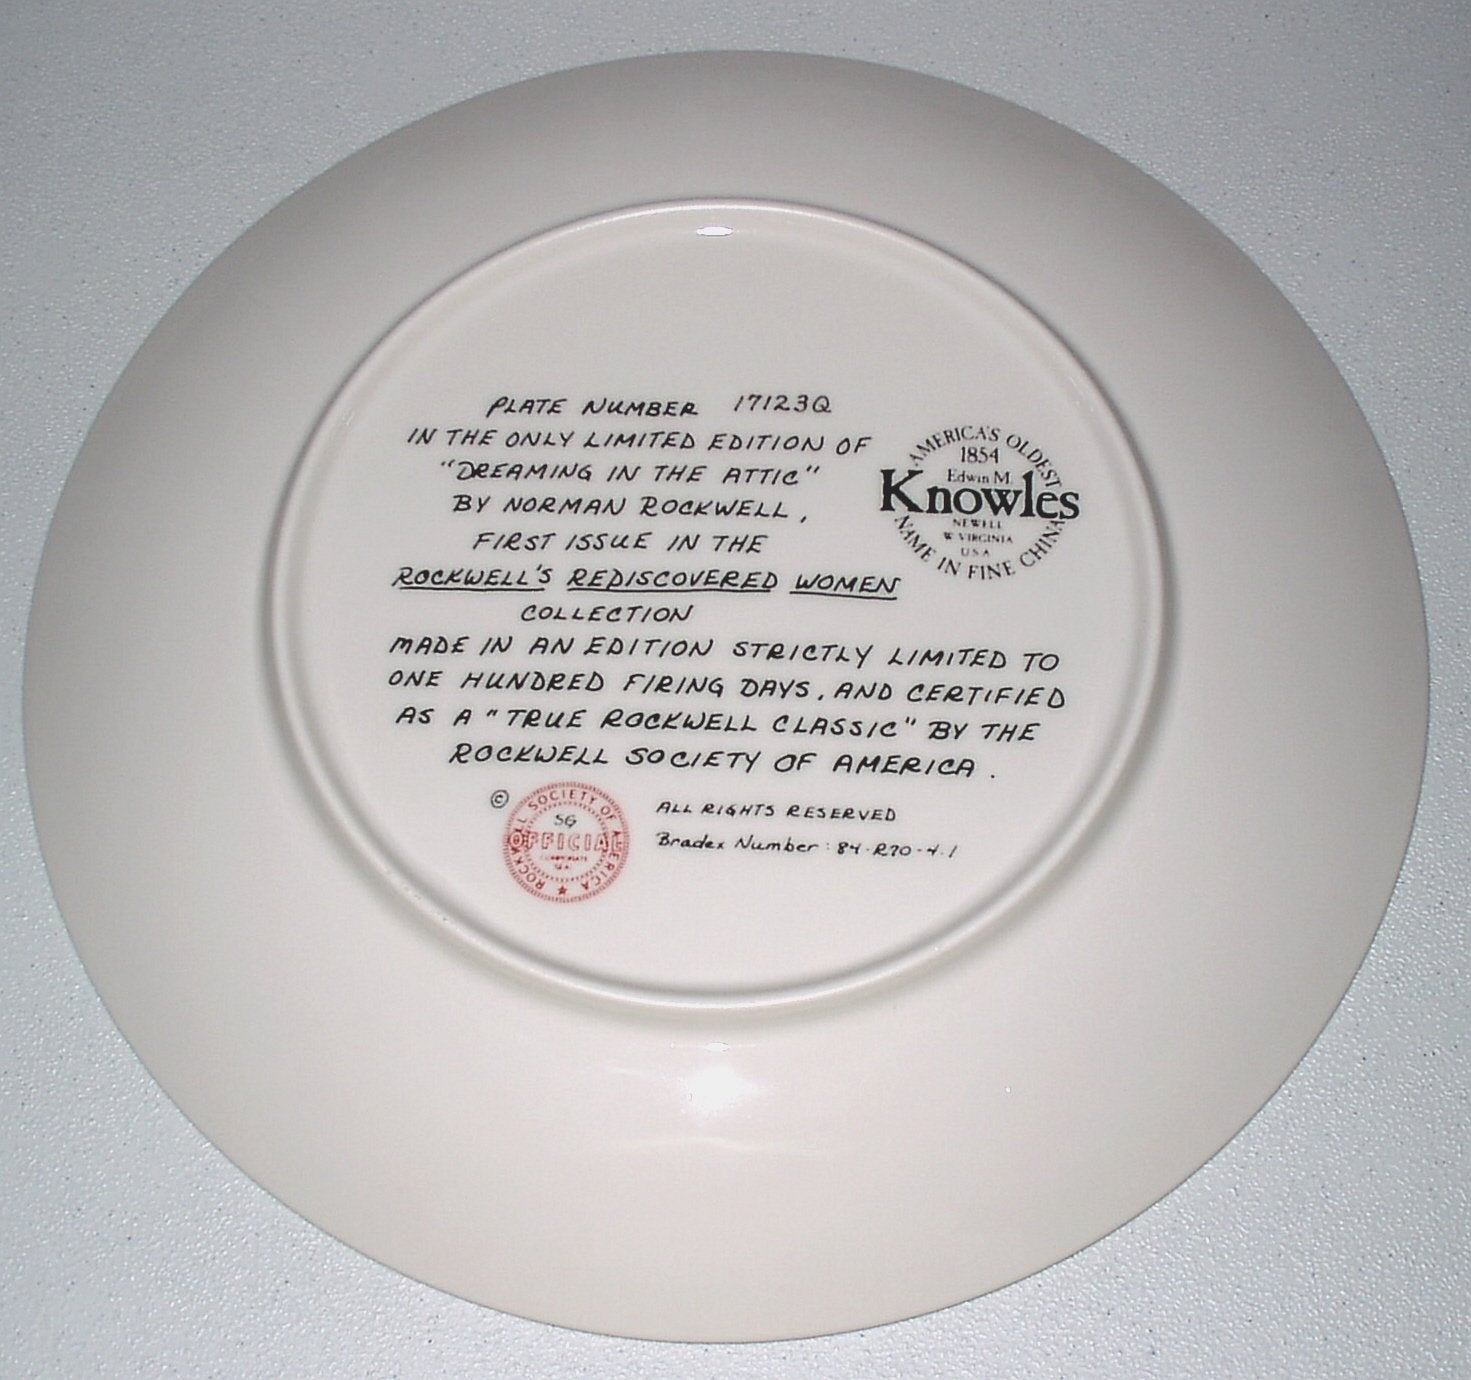 PLATE NUMBER 17123Q
IN THE ONLY LIMITED EDITION OF
"DREAMING IN THE ATTIC"
BY NORMAN ROCKWELL,
FIRST ISSUE IN THE
ROCKWELL'S REDISCOVERED WOMEN
COLLECTION
MADE IN AN EDITION STRICTLY LIMITED TO
ONE HUNDRED FIRING DAYS, AND CERTIFIED
AS A "TRUE ROCKWELL CLASSIC" BY THE
ROCKWELL SOCIETY OF AMERICA.
AMERICA'S OLDEST
1854
Edwin M.
Knowles
NEWELL
W VIRGINIA
USA
NAME IN FINE CHINA
©
ROCKWELL SOCIETY OF AMERICA
SG
OFFICIAL
ALL RIGHTS RESERVED
Bradex Number: 84-R70-4.1